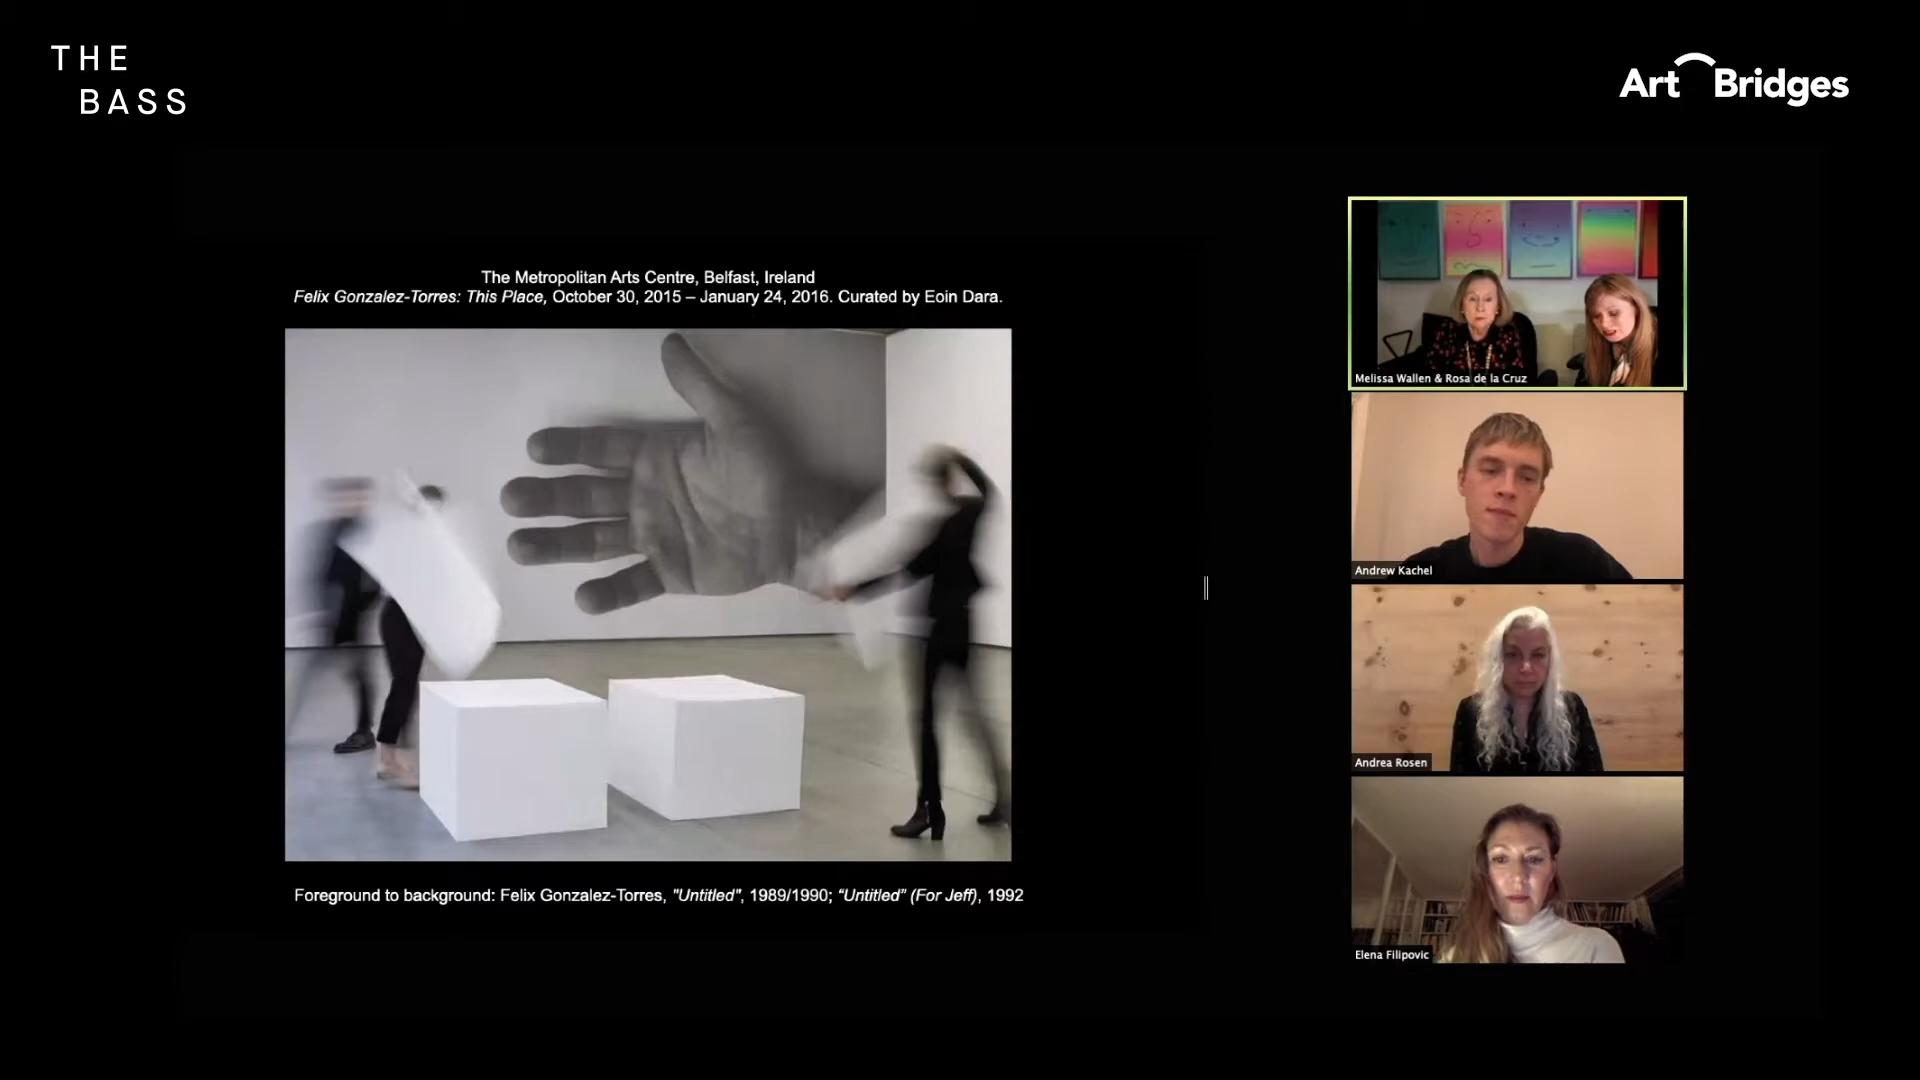 THE
BASS
Art Bridges
The Metropolitan Arts Centre, Belfast, Ireland
Felix Gonzalez-Torres: This Place, October 30, 2015 – January 24, 2016. Curated by Eoin Dara.
Foreground to background: Felix Gonzalez-Torres, "Untitled", 1989/1990; “Untitled” (For Jeff), 1992
Melissa Wallen & Rosa de la Cruz
Andrew Kachel
Andrea Rosen
Elena Filipovic